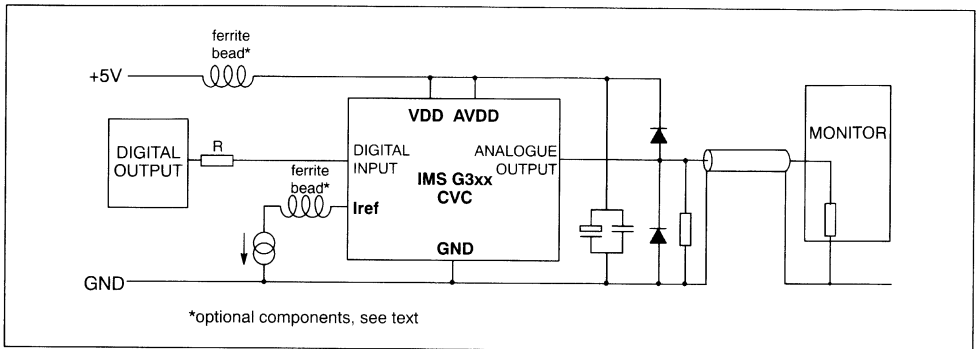 ferrite
bead*
+5V
VDD AVDD
MONITOR
DIGITAL
OUTPUT
R
DIGITAL
INPUT
ANALOGUE
OUTPUT
IMS G3xx
CVC
ferrite
bead*
Iref
GND
GND
*optional components, see text